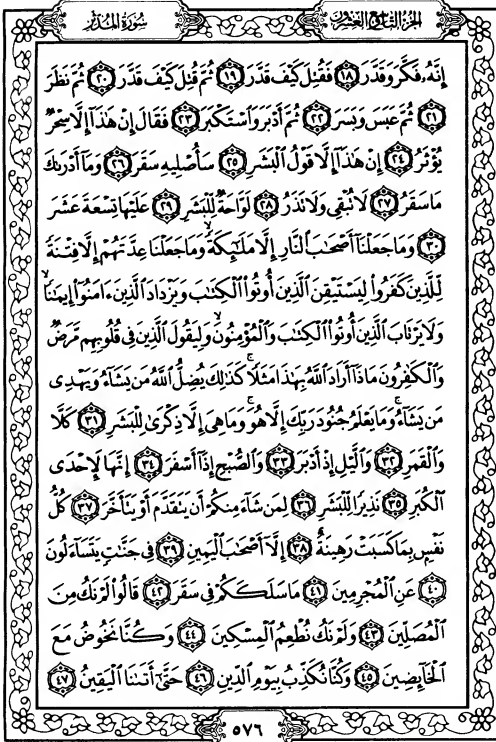 الجزء التاسع والعشرون سورة المدثر
إِنَّهُۥ فَكَّرَ وَقَدَّرَ ١٨ فَقُتِلَ كَيْفَ قَدَّرَ ١٩ ثُمَّ قُتِلَ كَيْفَ قَدَّرَ ٢٠ ثُمَّ نَظَرَ
٢١ ثُمَّ عَبَسَ وَبَسَرَ ٢٢ ثُمَّ أَدْبَرَ وَٱسْتَكْبَرَ ٢٣ فَقَالَ إِنْ هَٰذَآ إِلَّا سِحْرٌ
يُؤْثَرُ ٢٤ إِنْ هَٰذَآ إِلَّا قَوْلُ ٱلْبَشَرِ ٢٥ سَأُصْلِيهِ سَقَرَ ٢٦ وَمَآ أَدْرَىٰكَ
مَا سَقَرُ ٢٧ لَا تُبْقِى وَلَا تَذَرُ ٢٨ لَوَّاحَةٌ لِّلْبَشَرِ ٢٩ عَلَيْهَا تِسْعَةَ عَشَرَ
٣٠ وَمَا جَعَلْنَآ أَصْحَٰبَ ٱلنَّارِ إِلَّا مَلَٰٓئِكَةً ۙ وَمَا جَعَلْنَا عِدَّتَهُمْ إِلَّا فِتْنَةً
لِّلَّذِينَ كَفَرُوا۟ لِيَسْتَيْقِنَ ٱلَّذِينَ أُوتُوا۟ ٱلْكِتَٰبَ وَيَزْدَادَ ٱلَّذِينَ ءَامَنُوٓا۟ إِيمَٰنًا ۙ
وَلَا يَرْتَابَ ٱلَّذِينَ أُوتُوا۟ ٱلْكِتَٰبَ وَٱلْمُؤْمِنُونَ ۙ وَلِيَقُولَ ٱلَّذِينَ فِى قُلُوبِهِم مَّرَضٌ
وَٱلْكَٰفِرُونَ مَاذَآ أَرَادَ ٱللَّهُ بِهَٰذَا مَثَلًا ۚ كَذَٰلِكَ يُضِلُّ ٱللَّهُ مَن يَشَآءُ وَيَهْدِى
مَن يَشَآءُ ۚ وَمَا يَعْلَمُ جُنُودَ رَبِّكَ إِلَّا هُوَ ۚ وَمَا هِىَ إِلَّا ذِكْرَىٰ لِلْبَشَرِ ٣١ كَلَّا
وَٱلْقَمَرِ ٣٢ وَٱلَّيْلِ إِذْ أَدْبَرَ ٣٣ وَٱلصُّبْحِ إِذَآ أَسْفَرَ ٣٤ إِنَّهَا لَإِحْدَى
ٱلْكُبَرِ ٣٥ نَذِيرًا لِّلْبَشَرِ ٣٦ لِمَن شَآءَ مِنكُمْ أَن يَتَقَدَّمَ أَوْ يَتَأَخَّرَ ٣٧ كُلُّ
نَفْسٍۭ بِمَا كَسَبَتْ رَهِينَةٌ ٣٨ إِلَّآ أَصْحَٰبَ ٱلْيَمِينِ ٣٩ فِى جَنَّٰتٍ يَتَسَآءَلُونَ
٤٠ عَنِ ٱلْمُجْرِمِينَ ٤١ مَا سَلَكَكُمْ فِى سَقَرَ ٤٢ قَالُوا۟ لَمْ نَكُ مِنَ
ٱلْمُصَلِّينَ ٤٣ وَلَمْ نَكُ نُطْعِمُ ٱلْمِسْكِينَ ٤٤ وَكُنَّا نَخُوضُ مَعَ
ٱلْخَآئِضِينَ ٤٥ وَكُنَّا نُكَذِّبُ بِيَوْمِ ٱلدِّينِ ٤٦ حَتَّىٰٓ أَتَىٰنَا ٱلْيَقِينُ ٤٧
٥٧٦